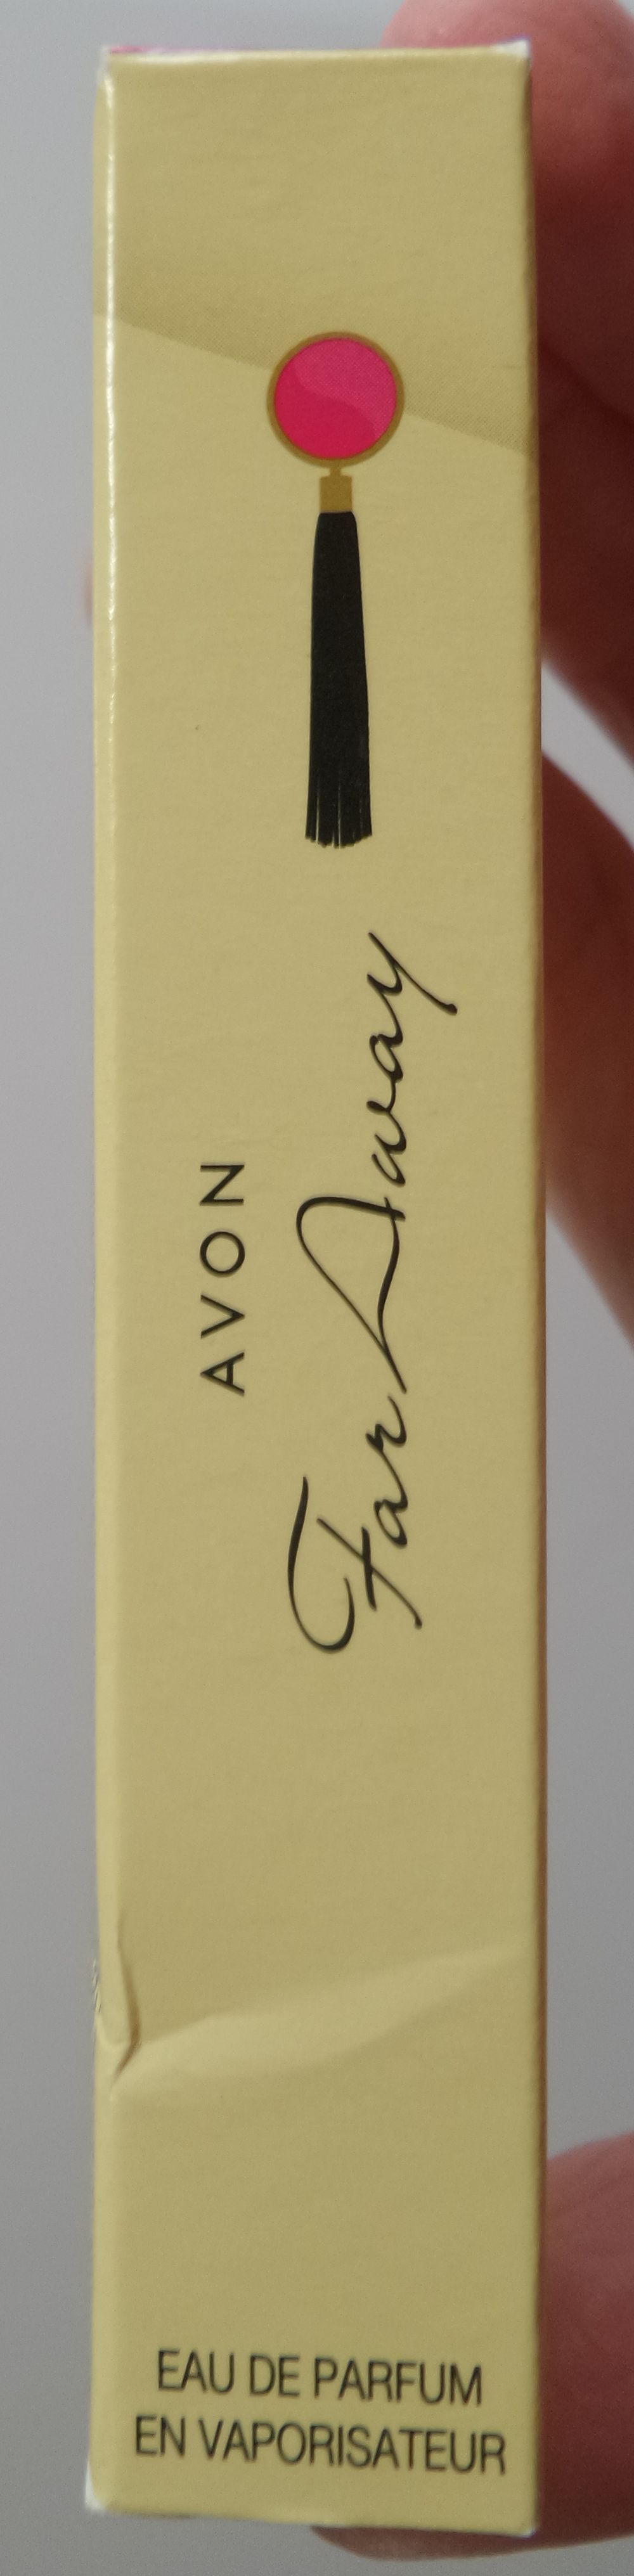 AVON
Far Away
EAU DE PARFUM
EN VAPORISATEUR